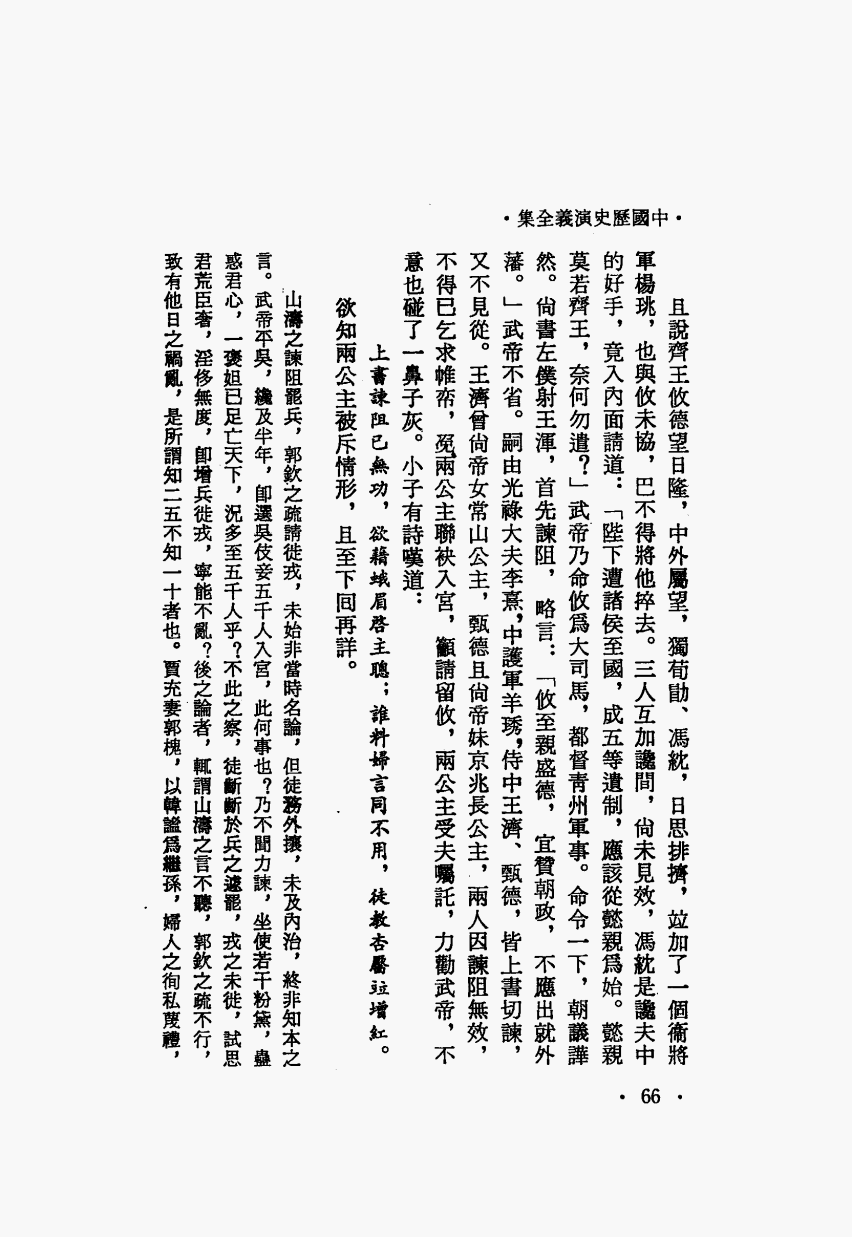 •中國歷史演義全集•
且說齊王攸德望日隆，中外屬望，獨荀勖、馮紞，日思排擠，竝加了一個衛將
軍楊珧，也與攸未協，巴不得將他捽去。三人互加讒間，尙未見效，馮紞是讒夫中
的好手，竟入內面請道：「陛下遣諸侯至國，成五等遺制，應該從懿親爲始。懿親
莫若齊王，奈何勿遣？」武帝乃命攸爲大司馬，都督靑州軍事。命令一下，朝議譁
然。尙書左僕射王渾，首先諫阻，略言：「攸至親盛德，宜贊朝政，不應出就外
藩。」武帝不省。嗣由光祿大夫李熹，中護軍羊琇，侍中王濟、甄德，皆上書切諫，
又不見從。王濟曾尙帝女常山公主，甄德且尙帝妹京兆長公主，兩人因諫阻無效，
不得已乞求帷帟，冤兩公主聯袂入宮，籲請留攸，兩公主受夫囑託，力勸武帝，不
意也碰了一鼻子灰。小子有詩嘆道：
上書諫阻已無功，欲藉蛾眉啓主聰；誰料婦言同不用，徒教杏靨竝增紅。
欲知兩公主被斥情形，且至下囘再詳。
山濤之諫阻罷兵，郭欽之疏請徙戎，未始非當時名論，但徒務外攘，未及內治，終非知本之
言。武帝平吳，纔及半年，卽選吳伎妾五千人入宮，此何事也？乃不聞力諫，坐使若干粉黛，蠱
惑君心，一褒妲已足亡天下，況多至五千人乎？不此之察，徒齗齗於兵之遽罷，戎之未徙，試思
君荒臣奢，淫侈無度，卽增兵徙戎，寧能不亂？後之論者，輒謂山濤之言不聽，郭欽之疏不行，
致有他日之禍亂，是所謂知二五不知一十者也。賈充妻郭槐，以韓謐爲繼孫，婦人之徇私蔑禮，
•66•